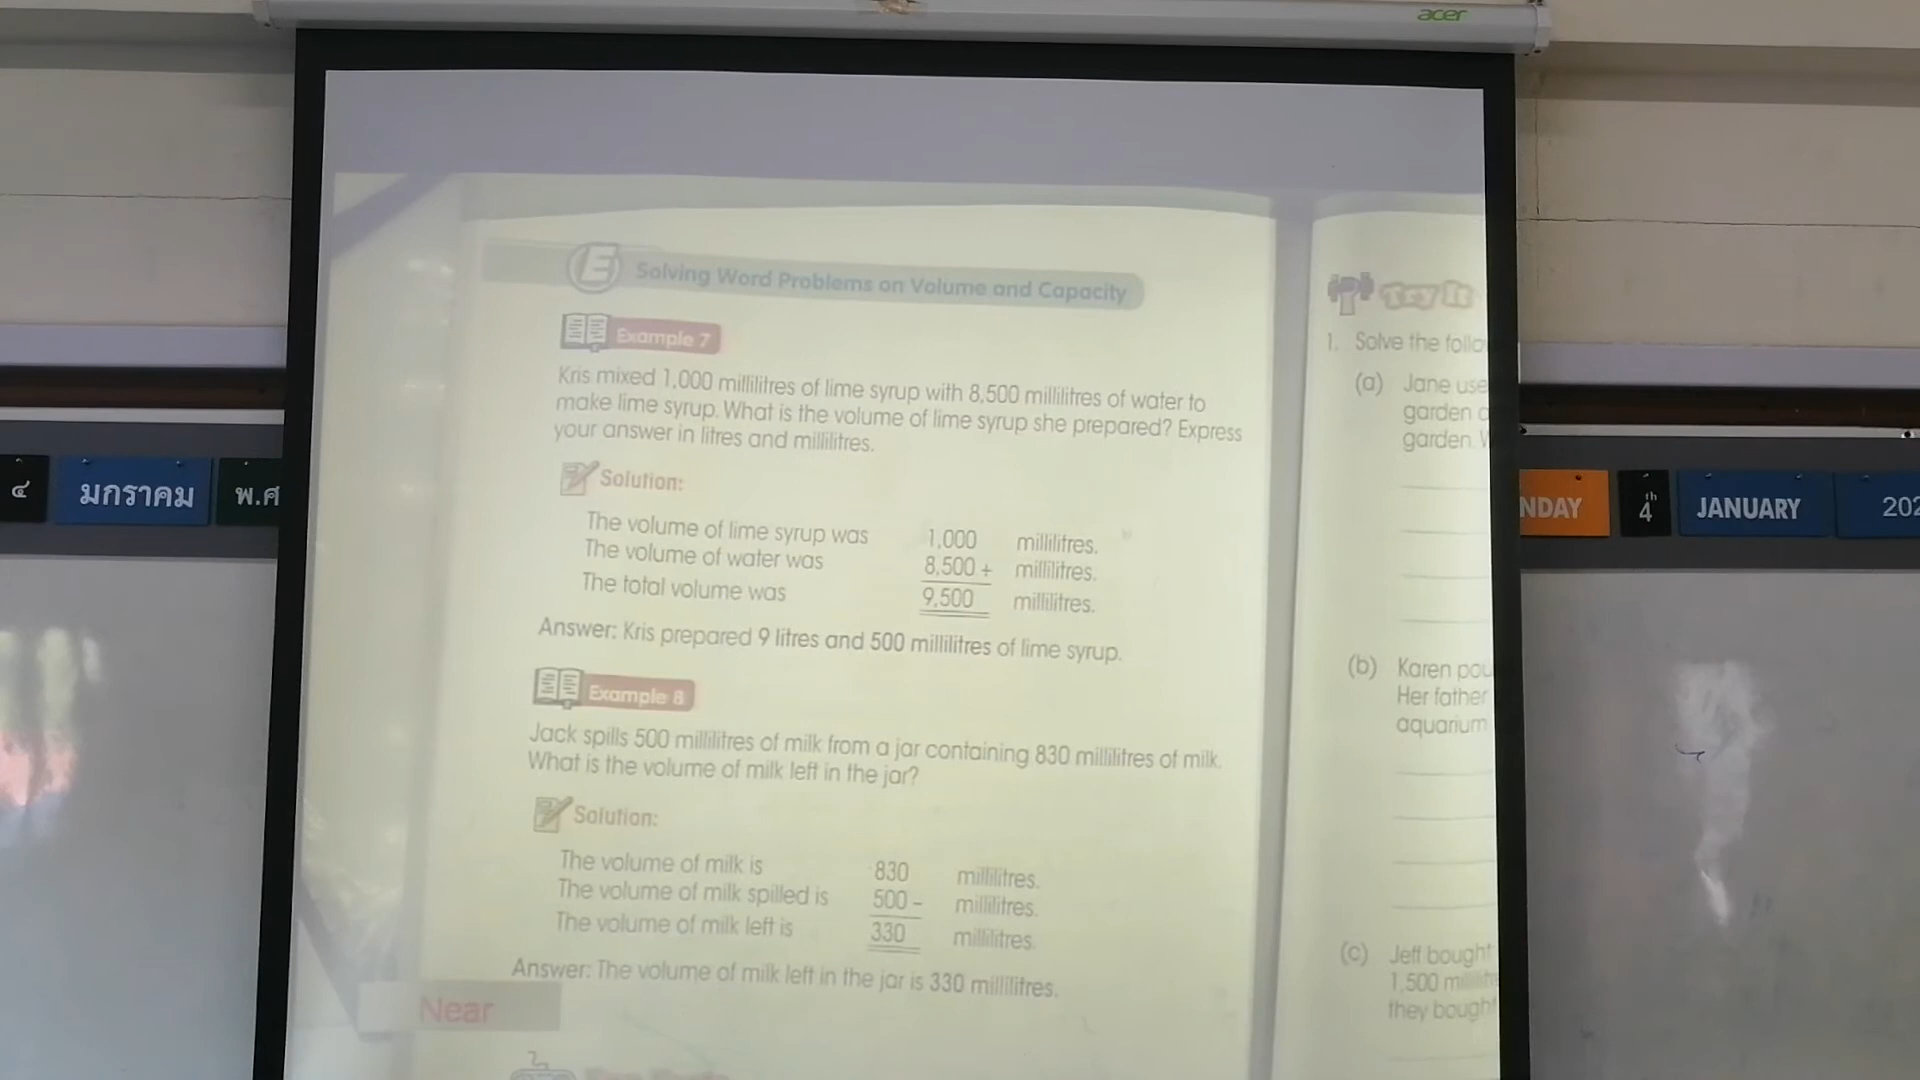 acer
E Solving Word Problems on Volume and Capacity
Example 7
Kris mixed 1,000 millilitres of lime syrup with 8,500 millilitres of water to
make lime syrup. What is the volume of lime syrup she prepared? Express
your answer in litres and millilitres.
Solution:
The volume of lime syrup was 1,000 millilitres.
The volume of water was 8,500 + millilitres.
The total volume was 9,500 millilitres.
Answer: Kris prepared 9 litres and 500 millilitres of lime syrup.
Example 8
Jack spills 500 millilitres of milk from a jar containing 830 millilitres of milk.
What is the volume of milk left in the jar?
Solution:
The volume of milk is 830 millilitres.
The volume of milk spilled is 500 - millilitres.
The volume of milk left is 330 millilitres.
Answer: The volume of milk left in the jar is 330 millilitres.
Near
Try It
1. Solve the follo
(a) Jane use
garden
garden.
(b) Karen pou
Her father
aquarium
(c) Jeff bought
1,500
they bought
๔ มกราคม พ.ศ
NDAY 4th JANUARY 202